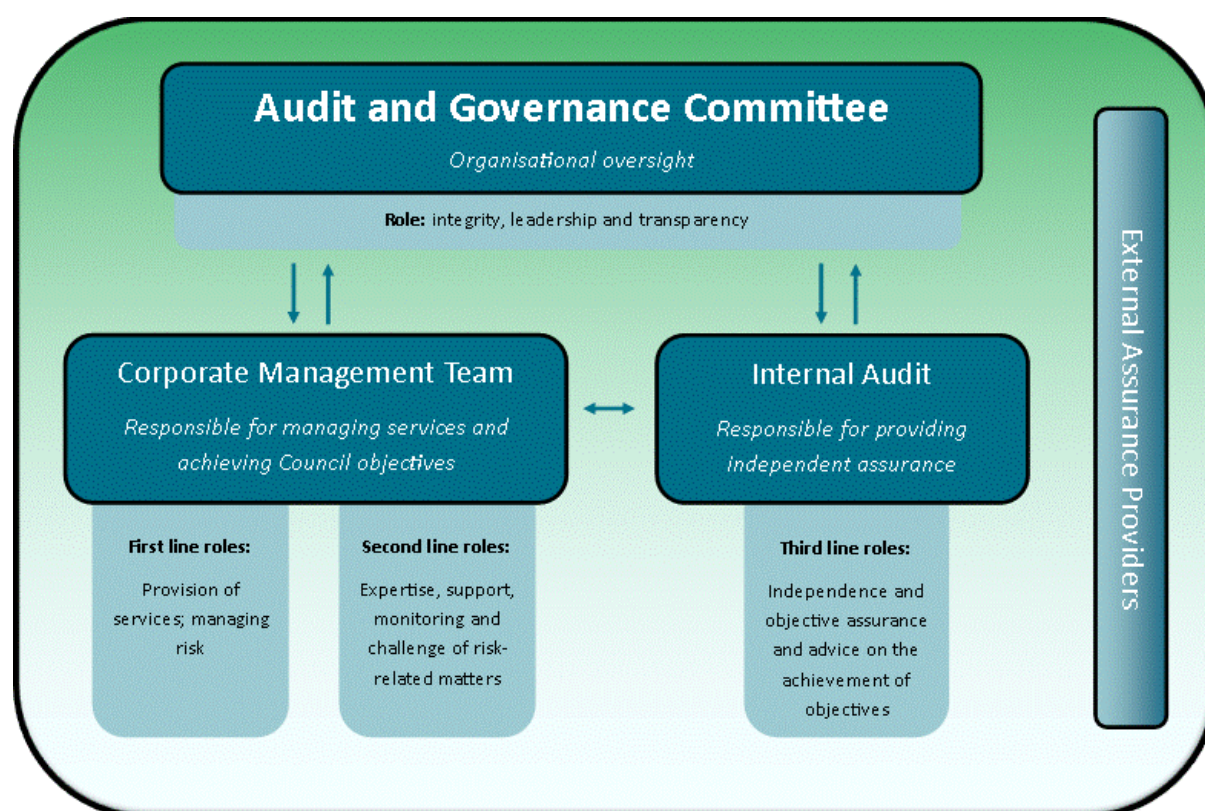 Audit and Governance Committee
Organisational oversight
Role: integrity, leadership and transparency
Corporate Management Team
Responsible for managing services and
achieving Council objectives
Internal Audit
Responsible for providing
independent assurance
First line roles:
Provision of
services; managing
risk
Second line roles:
Expertise, support,
monitoring and
challenge of risk-
related matters
Third line roles:
Independence and
objective assurance
and advice on the
achievement of
objectives
External Assurance Providers